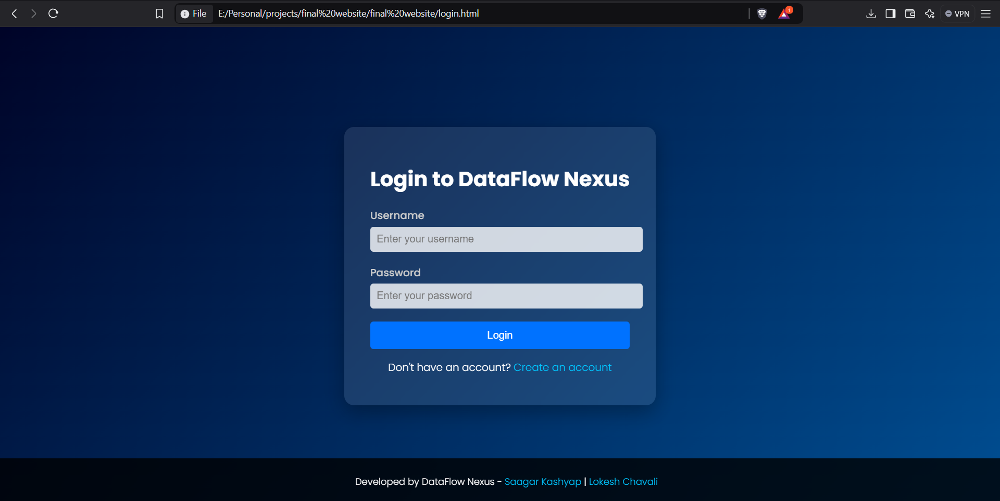 File E:/Personal/projects/final%20website/final%20website/login.html 1 VPN
Login to DataFlow Nexus
Username
Enter your username
Password
Enter your password
Login
Don't have an account? Create an account
Developed by DataFlow Nexus - Saagar Kashyap | Lokesh Chavali